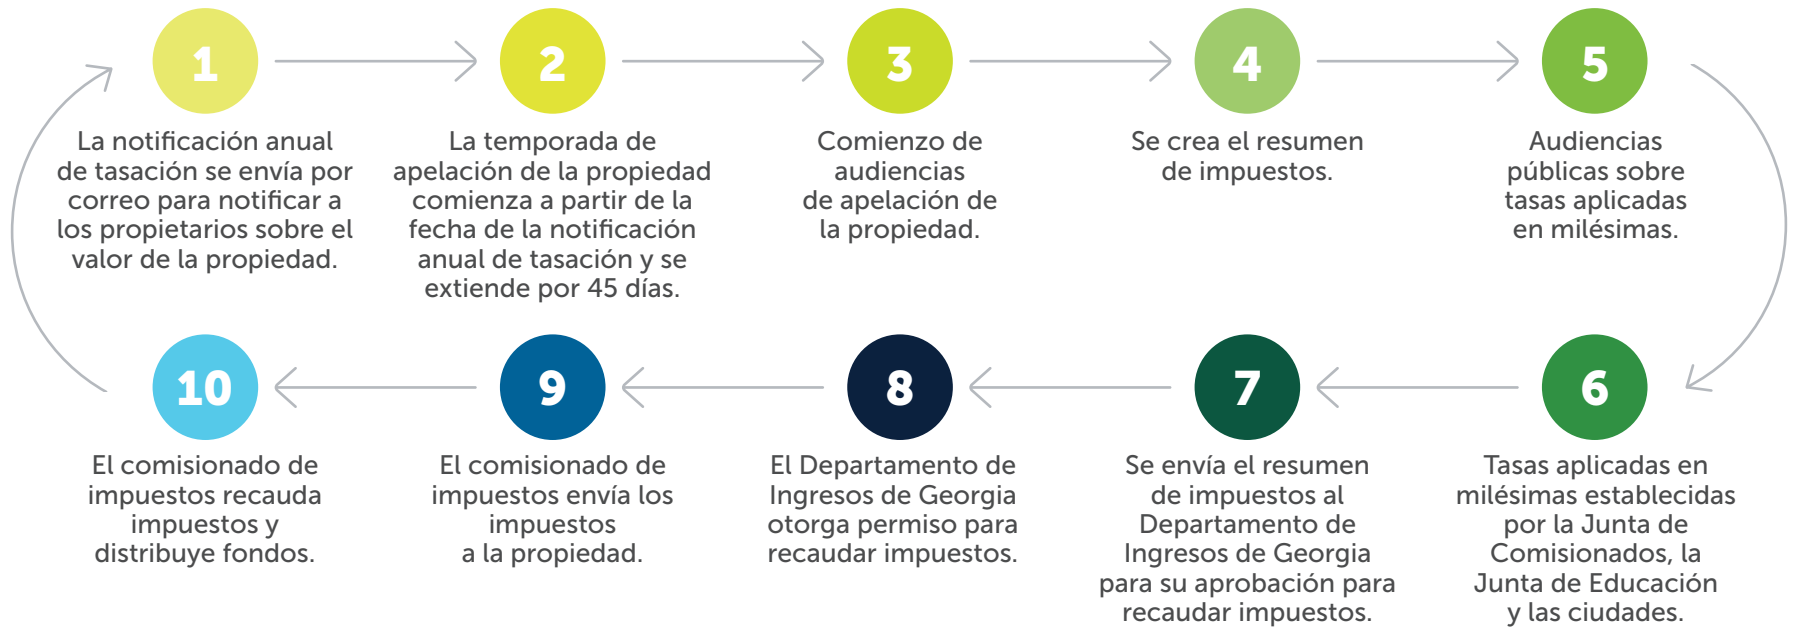 1
La notificación anual
de tasación se envía por
correo para notificar a
los propietarios sobre el
valor de la propiedad.
2
La temporada de
apelación de la propiedad
comienza a partir de la
fecha de la notificación
anual de tasación y se
extiende por 45 días.
3
Comienzo de
audiencias
de apelación de
la propiedad.
4
Se crea el resumen
de impuestos.
5
Audiencias
públicas sobre
tasas aplicadas
en milésimas.
6
Tasas aplicadas en
milésimas establecidas
por la Junta de
Comisionados, la
Junta de Educación
y las ciudades.
7
Se envía el resumen
de impuestos al
Departamento de
Ingresos de Georgia
para su aprobación para
recaudar impuestos.
8
El Departamento de
Ingresos de Georgia
otorga permiso para
recaudar impuestos.
9
El comisionado de
impuestos envía los
impuestos
a la propiedad.
10
El comisionado de
impuestos recauda
impuestos y
distribuye fondos.